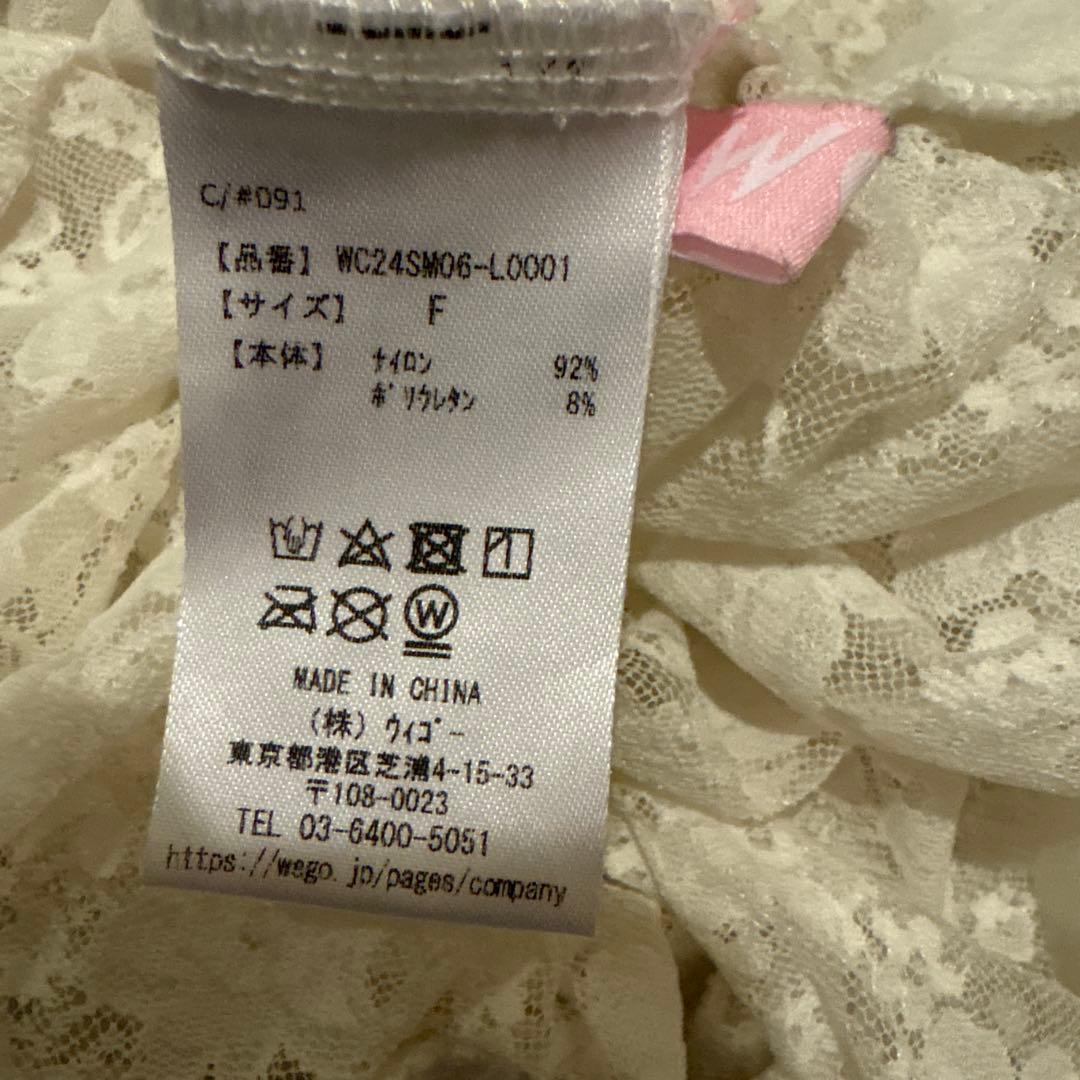 C/#091
【品番】 WC24SM06-L0001
【サイズ】 F
【本体】 ﾅｲﾛﾝ 92%
ﾎﾟﾘｳﾚﾀﾝ 8%
W
MADE IN CHINA
(株)ｳｨｺﾞｰ
東京都港区芝浦4-15-33
〒108-0023
TEL 03-6400-5051
https://wego.jp/pages/company
W